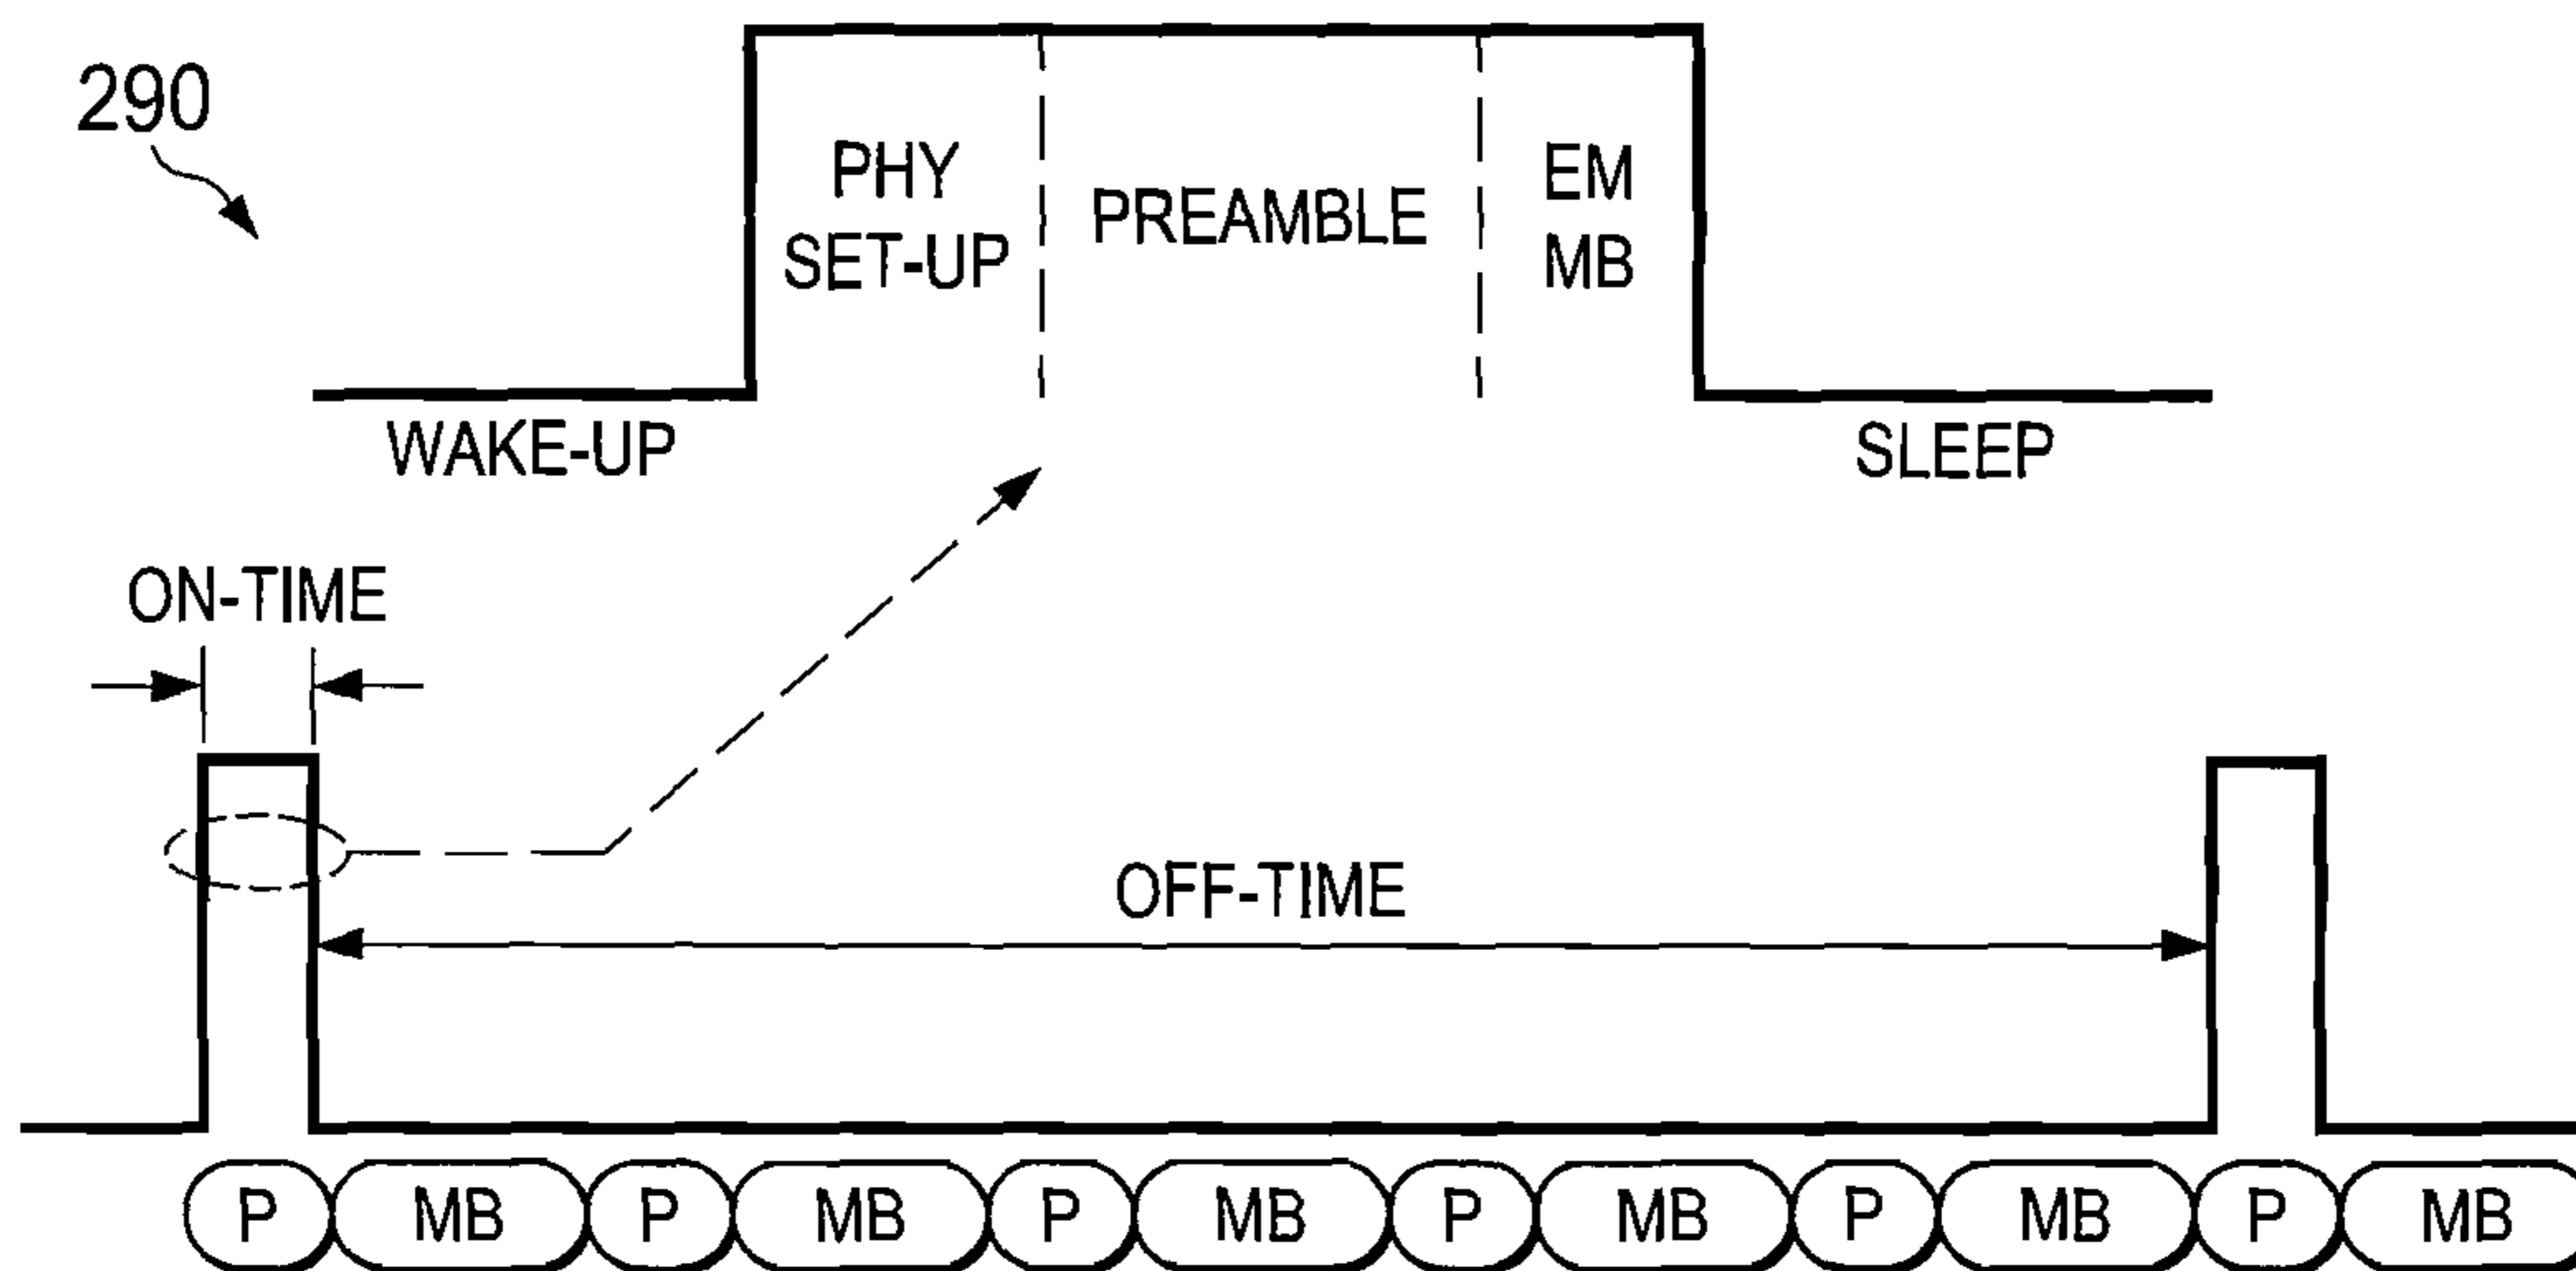 290
PHY
SET-UP
PREAMBLE
EM
MB
WAKE-UP
SLEEP
ON-TIME
OFF-TIME
P MB P MB P MB P MB P MB P MB